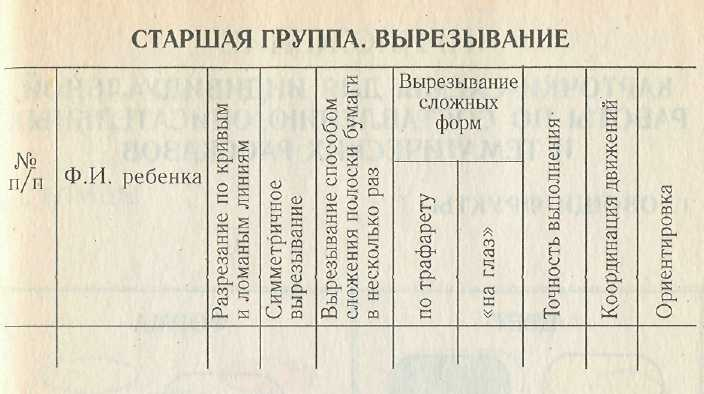 СТАРШАЯ ГРУППА. ВЫРЕЗЫВАНИЕ
№
п/п
Ф.И. ребенка
Разрезание по кривым
и ломаным линиям
Симметричное
вырезывание
Вырезывание способом
сложения полоски бумаги
в несколько раз
Вырезывание
сложных
форм
по трафарету
«на глаз»
Точность выполнения
Координация движений
Ориентировка